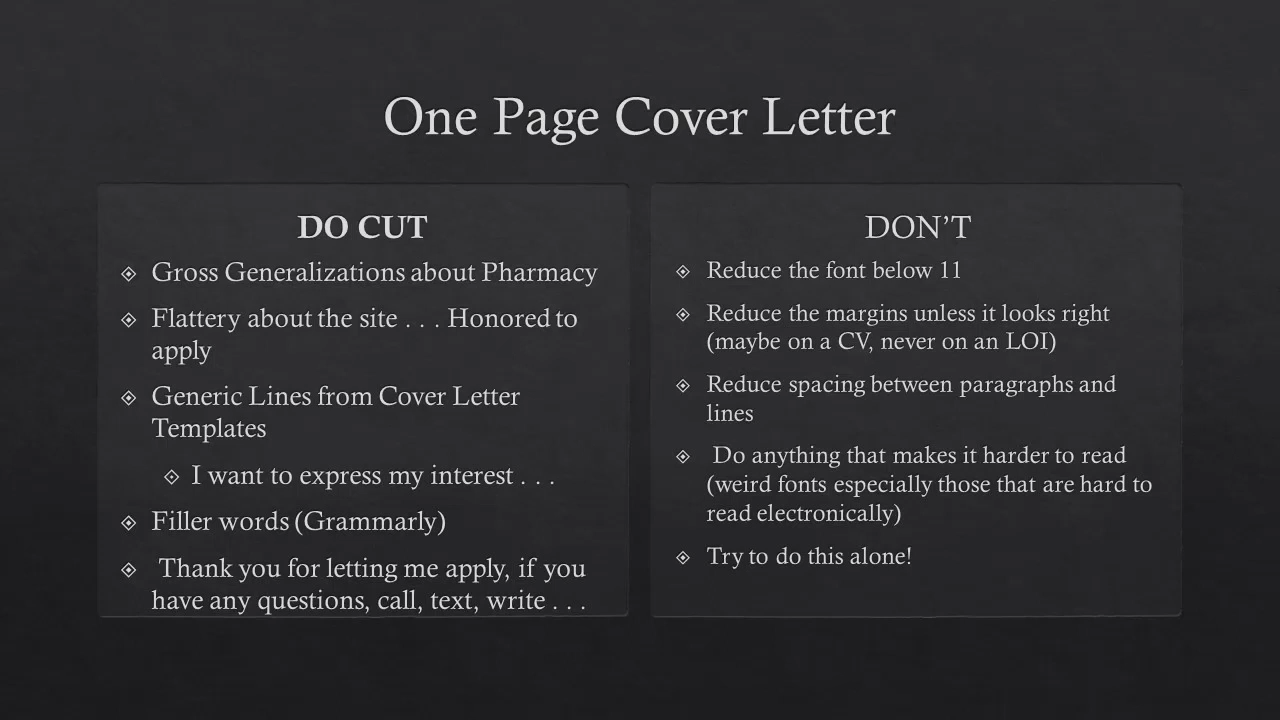 One Page Cover Letter
DO CUT
Gross Generalizations about Pharmacy
Flattery about the site . . . Honored to
apply
Generic Lines from Cover Letter
Templates
I want to express my interest . . .
Filler words (Grammarly)
Thank you for letting me apply, if you
have any questions, call, text, write . . .
DON’T
Reduce the font below 11
Reduce the margins unless it looks right
(maybe on a CV, never on an LOI)
Reduce spacing between paragraphs and
lines
Do anything that makes it harder to read
(weird fonts especially those that are hard to
read electronically)
Try to do this alone!